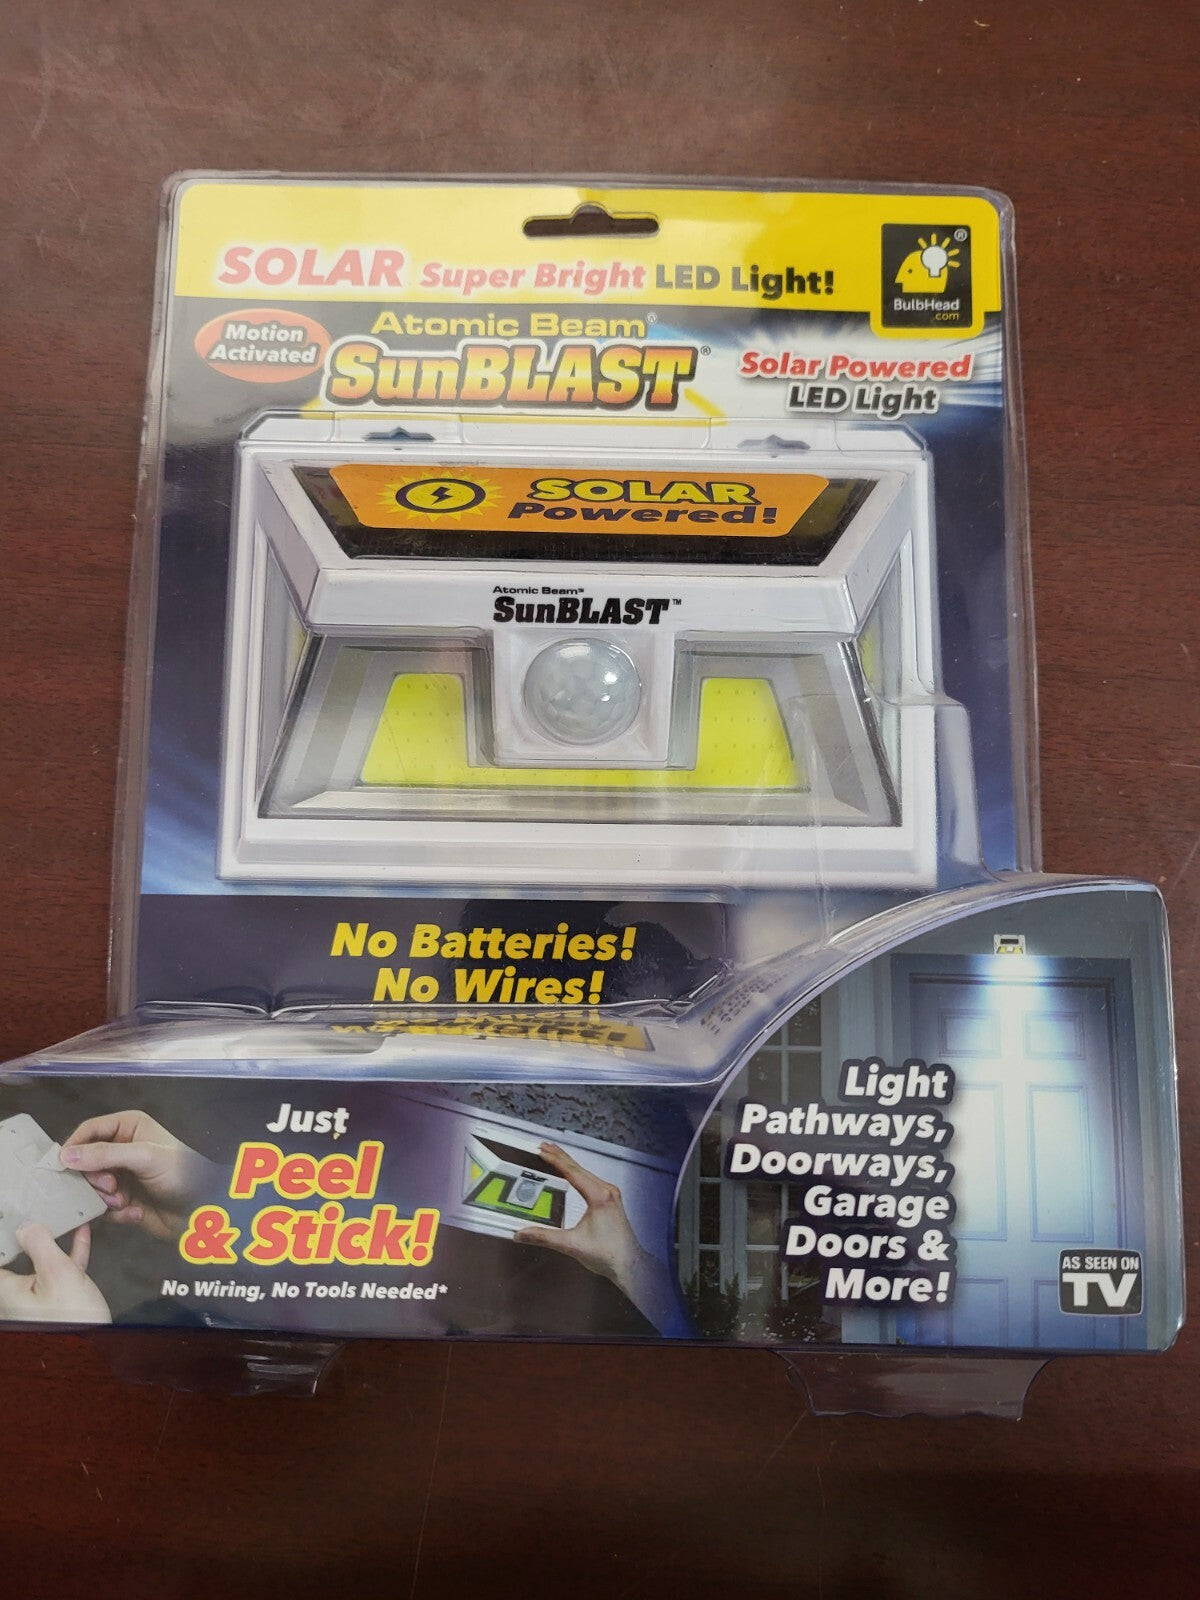 SOLAR Super Bright LED Light!
BulbHead
.com
Motion
Activated
Atomic Beam®
SunBLAST®
Solar Powered
LED Light
SOLAR
Powered!
Atomic Beam™
SunBLAST™
No Batteries!
No Wires!
Just
Peel
& Stick!
No Wiring, No Tools Needed*
Light
Pathways,
Doorways,
Garage
Doors &
More!
AS SEEN ON
TV